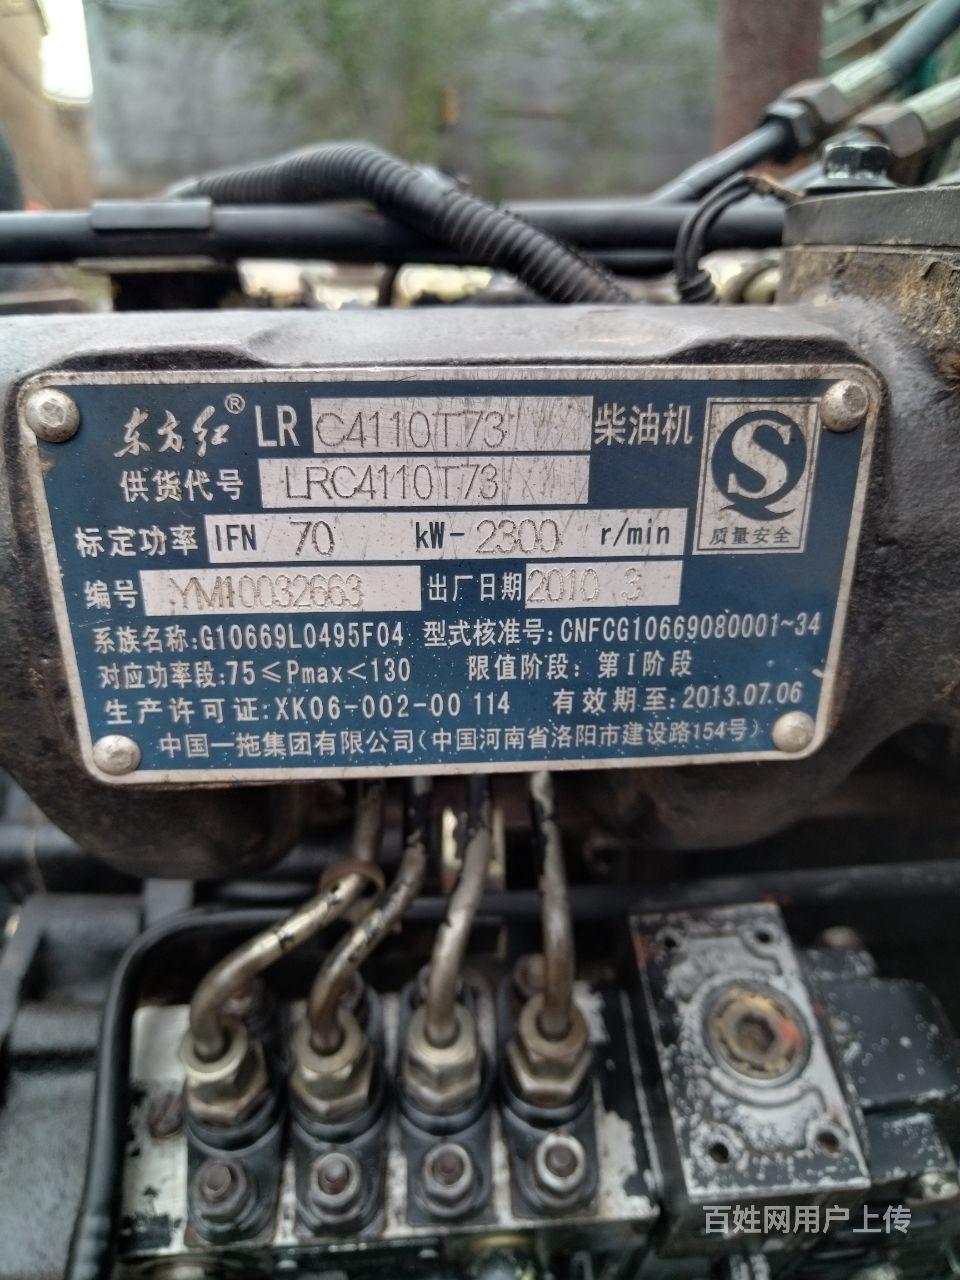 东方红® LR C4110T73 柴油机
供货代号 LRC4110T73
标定功率 IFN 70 kW-2300 r/min
S
质量安全
编号 YM10032663 出厂日期 2010 3
系族名称:G10669L0495F04 型式核准号:CNFCG10669080001~34
对应功率段:75≤Pmax<130 限值阶段:第I阶段
生产许可证:XK06-002-00 114 有效期至:2013.07.06
中国一拖集团有限公司(中国河南省洛阳市建设路154号)
百姓网用户上传